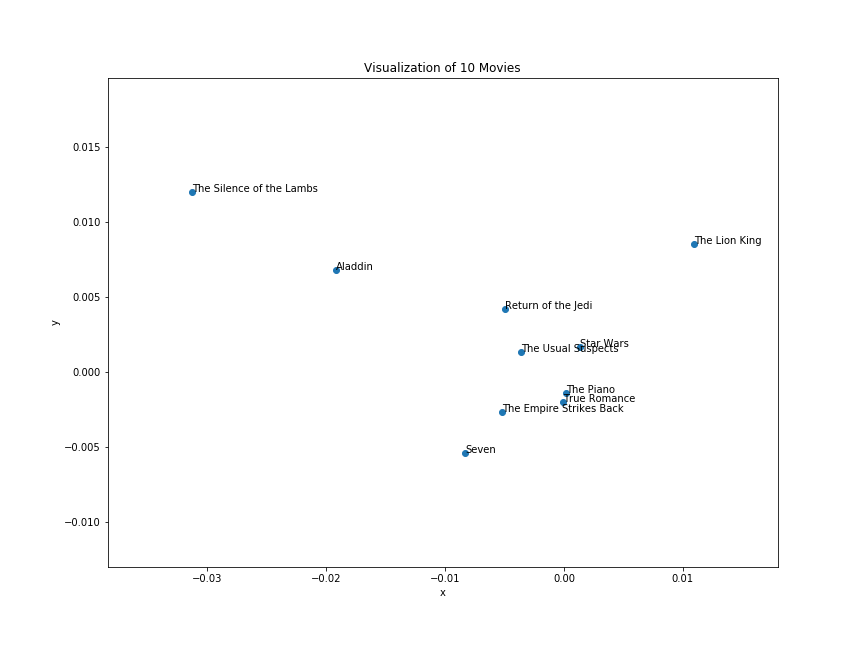 Visualization of 10 Movies
0.015
The Silence of the Lambs
0.010
The Lion King
Aladdin
0.005
Return of the Jedi
y
Star Wars
The Usual Suspects
0.000
The Piano
True Romance
The Empire Strikes Back
−0.005
Seven
−0.010
−0.03 −0.02 −0.01 0.00 0.01
x